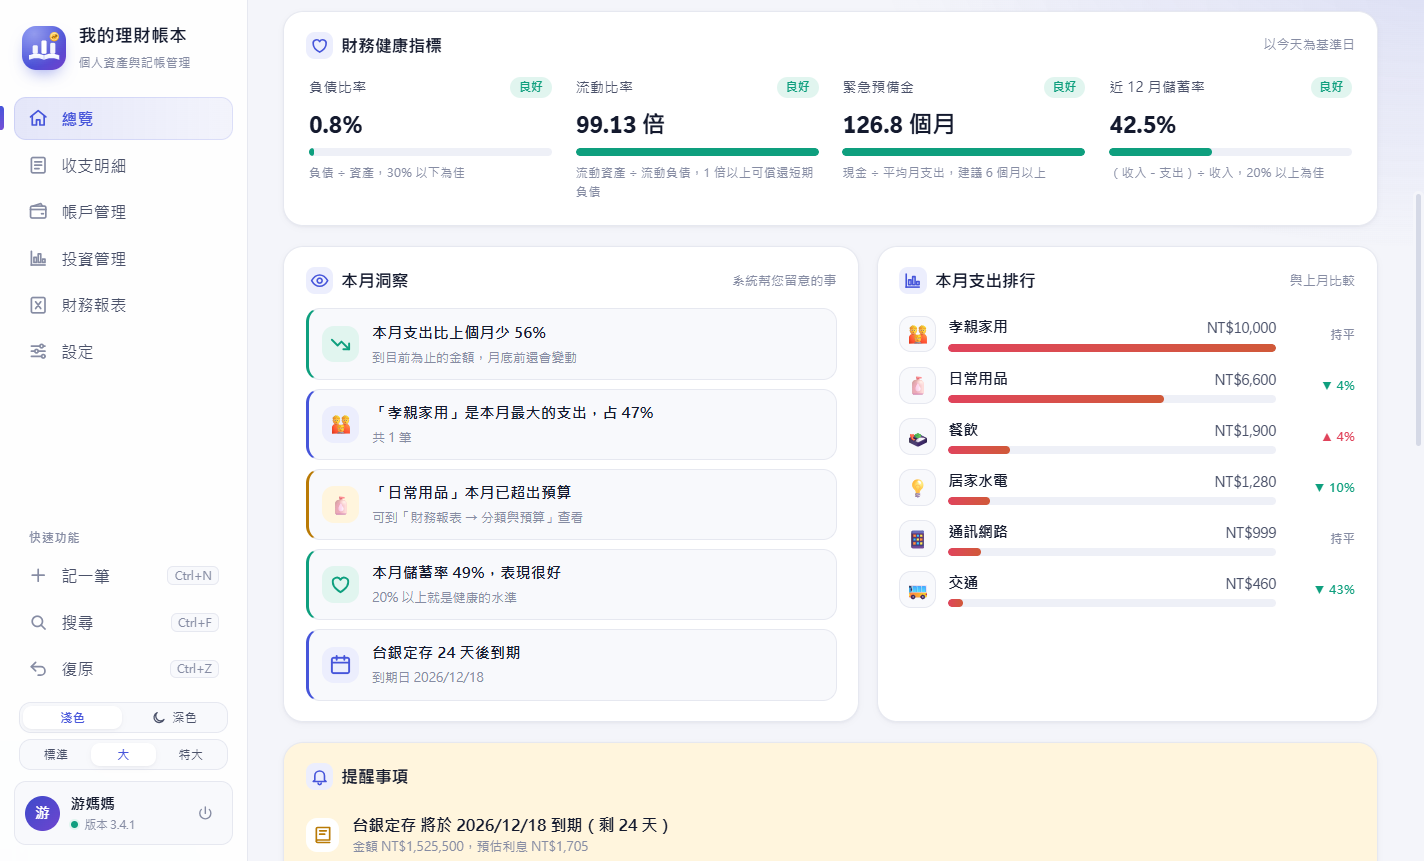 我的理財帳本
個人資產與記帳管理
總覽
收支明細
帳戶管理
投資管理
財務報表
設定
快速功能
記一筆 Ctrl+N
搜尋 Ctrl+F
復原 Ctrl+Z
淺色 深色
標準 大 特大
游 游媽媽
版本 3.4.1
財務健康指標 以今天為基準日
負債比率 良好
0.8%
負債 ÷ 資產，30% 以下為佳
流動比率 良好
99.13 倍
流動資產 ÷ 流動負債，1 倍以上可償還短期
負債
緊急預備金 良好
126.8 個月
現金 ÷ 平均月支出，建議 6 個月以上
近 12 月儲蓄率 良好
42.5%
（收入 - 支出）÷ 收入，20% 以上為佳
本月洞察 系統幫您留意的事
本月支出比上個月少 56%
到目前為止的金額，月底前還會變動
「孝親家用」是本月最大的支出，占 47%
共 1 筆
「日常用品」本月已超出預算
可到「財務報表 → 分類與預算」查看
本月儲蓄率 49%，表現很好
20% 以上就是健康的水準
台銀定存 24 天後到期
到期日 2026/12/18
本月支出排行 與上月比較
孝親家用 NT$10,000 持平
日常用品 NT$6,600 ▼ 4%
餐飲 NT$1,900 ▲ 4%
居家水電 NT$1,280 ▼ 10%
通訊網路 NT$999 持平
交通 NT$460 ▼ 43%
提醒事項
台銀定存 將於 2026/12/18 到期（剩 24 天）
金額 NT$1,525,500，預估利息 NT$1,705